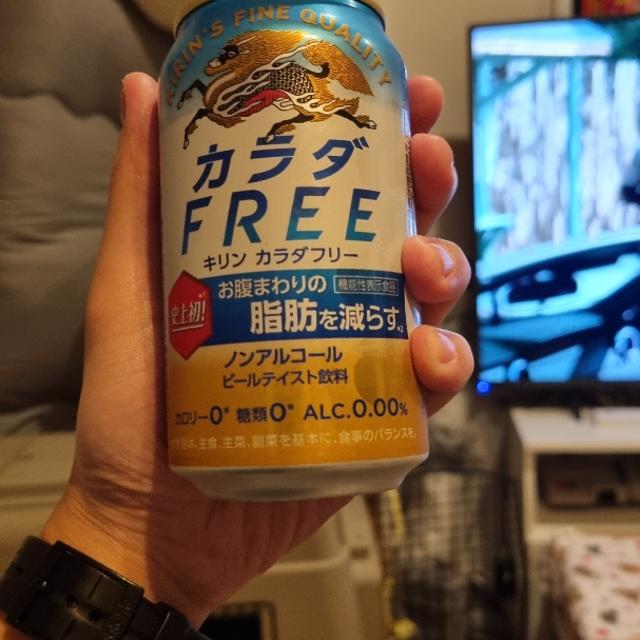 KIRIN'S FINE QUALITY
カラダ
FREE
キリン カラダフリー
お腹まわりの 機能性表示食品
脂肪を減らす※2
史上初!
ノンアルコール
ビールテイスト飲料
カロリー0* 糖類0* ALC.0.00%
は、主食、主菜、副菜を基本に、食事のバランスを。